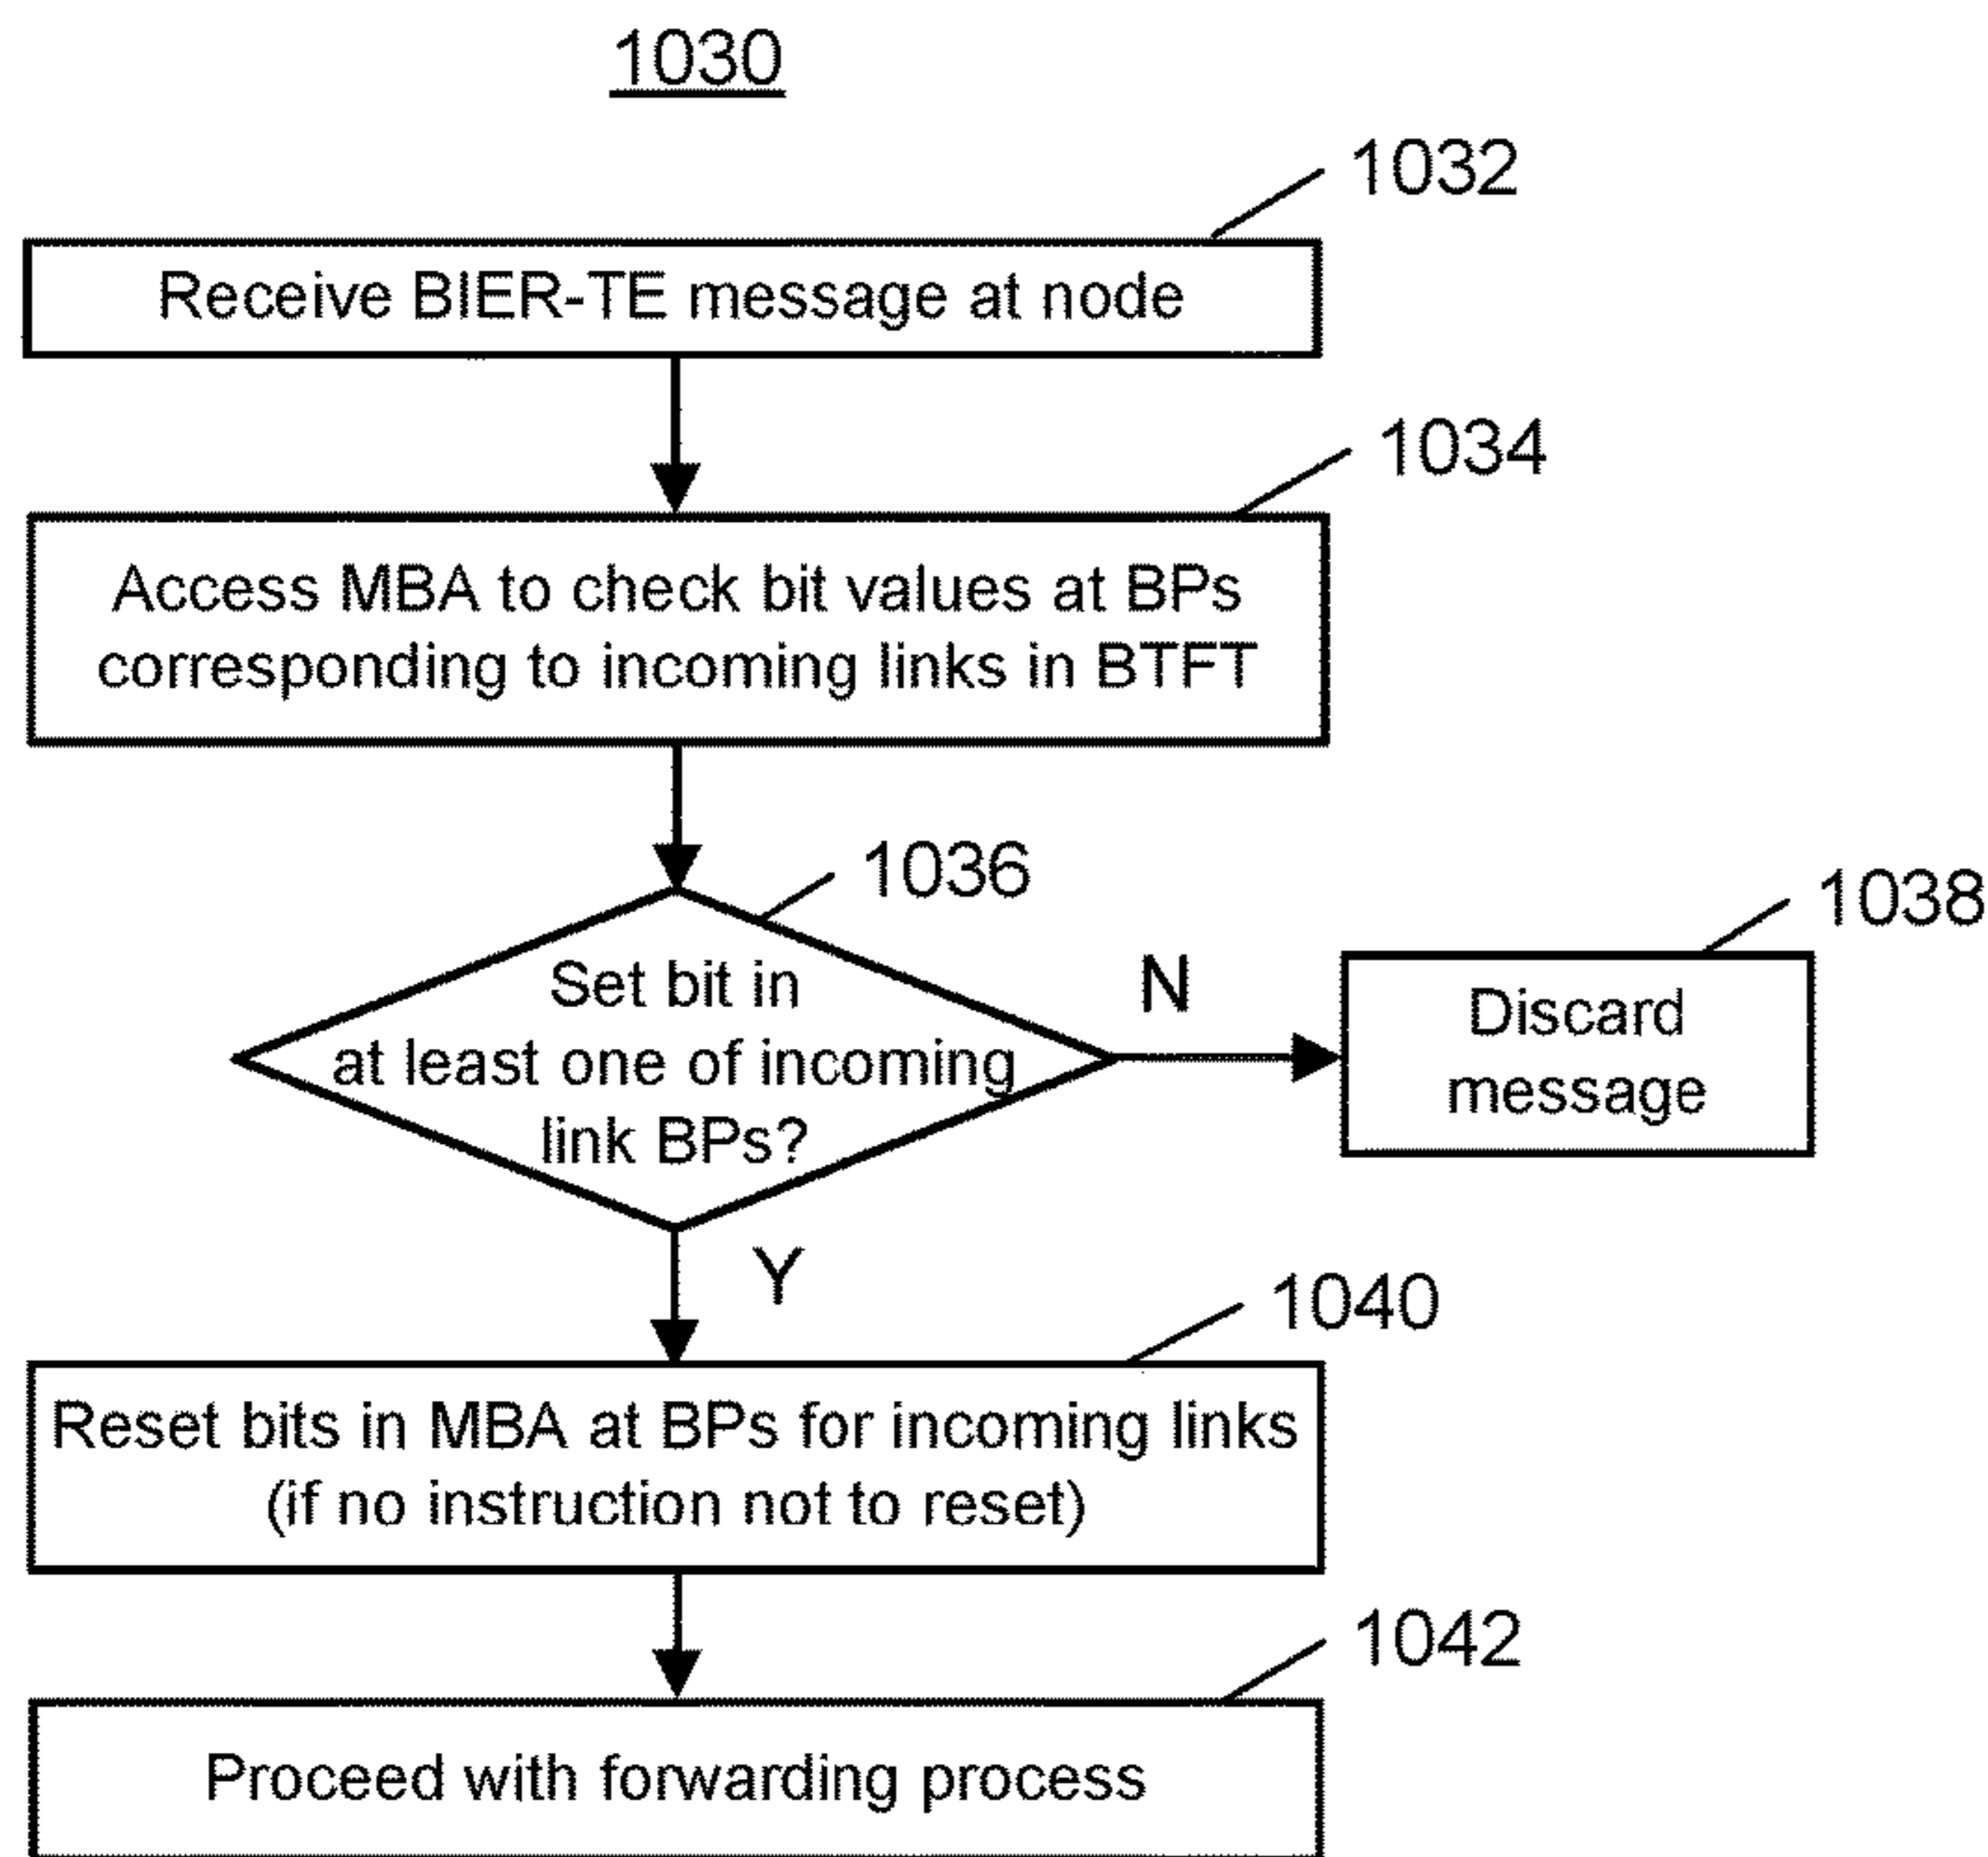 1030
1032
Receive BIER-TE message at node
1034
Access MBA to check bit values at BPs
corresponding to incoming links in BTFT
1036
Set bit in
at least one of incoming
link BPs?
N
1038
Discard
message
Y
1040
Reset bits in MBA at BPs for incoming links
(if no instruction not to reset)
1042
Proceed with forwarding process